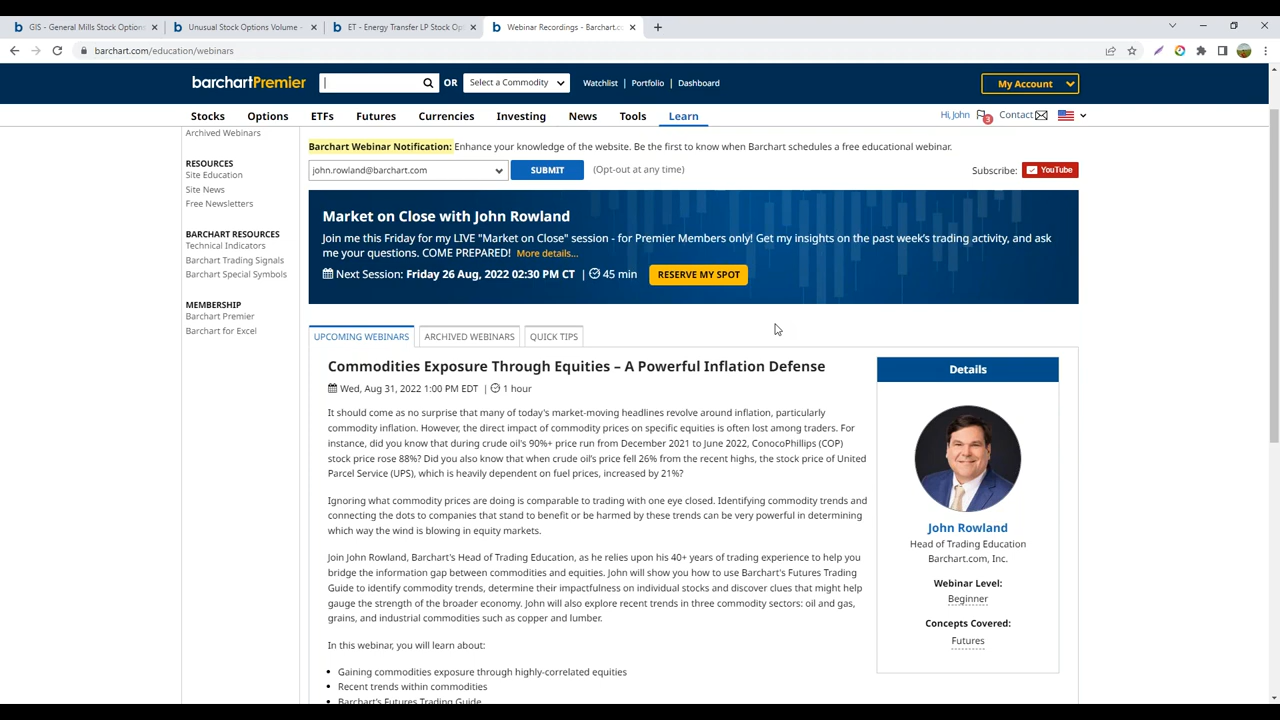 GIS - General Mills Stock Options
Unusual Stock Options Volume -
ET - Energy Transfer LP Stock Op
Webinar Recordings - Barchart.c
barchart.com/education/webinars
barchartPremier
OR
Select a Commodity
Watchlist | Portfolio | Dashboard
My Account
Stocks Options ETFs Futures Currencies Investing News Tools Learn
Hi, John 3 Contact
Archived Webinars
RESOURCES
Site Education
Site News
Free Newsletters
BARCHART RESOURCES
Technical Indicators
Barchart Trading Signals
Barchart Special Symbols
MEMBERSHIP
Barchart Premier
Barchart for Excel
Barchart Webinar Notification: Enhance your knowledge of the website. Be the first to know when Barchart schedules a free educational webinar.
john.rowland@barchart.com SUBMIT (Opt-out at any time)
Subscribe: YouTube
Market on Close with John Rowland
Join me this Friday for my LIVE "Market on Close" session - for Premier Members only! Get my insights on the past week's trading activity, and ask
me your questions. COME PREPARED! More details...
Next Session: Friday 26 Aug, 2022 02:30 PM CT | 45 min RESERVE MY SPOT
UPCOMING WEBINARS ARCHIVED WEBINARS QUICK TIPS
Commodities Exposure Through Equities – A Powerful Inflation Defense
Wed, Aug 31, 2022 1:00 PM EDT | 1 hour
It should come as no surprise that many of today's market-moving headlines revolve around inflation, particularly
commodity inflation. However, the direct impact of commodity prices on specific equities is often lost among traders. For
instance, did you know that during crude oil's 90%+ price run from December 2021 to June 2022, ConocoPhillips (COP)
stock price rose 88%? Did you also know that when crude oil's price fell 26% from the recent highs, the stock price of United
Parcel Service (UPS), which is heavily dependent on fuel prices, increased by 21%?
Ignoring what commodity prices are doing is comparable to trading with one eye closed. Identifying commodity trends and
connecting the dots to companies that stand to benefit or be harmed by these trends can be very powerful in determining
which way the wind is blowing in equity markets.
Join John Rowland, Barchart's Head of Trading Education, as he relies upon his 40+ years of trading experience to help you
bridge the information gap between commodities and equities. John will show you how to use Barchart's Futures Trading
Guide to identify commodity trends, determine their impactfulness on individual stocks and discover clues that might help
gauge the strength of the broader economy. John will also explore recent trends in three commodity sectors: oil and gas,
grains, and industrial commodities such as copper and lumber.
In this webinar, you will learn about:
• Gaining commodities exposure through highly-correlated equities
• Recent trends within commodities
• Barchart's Futures Trading Guide
Details
John Rowland
Head of Trading Education
Barchart.com, Inc.
Webinar Level:
Beginner
Concepts Covered:
Futures